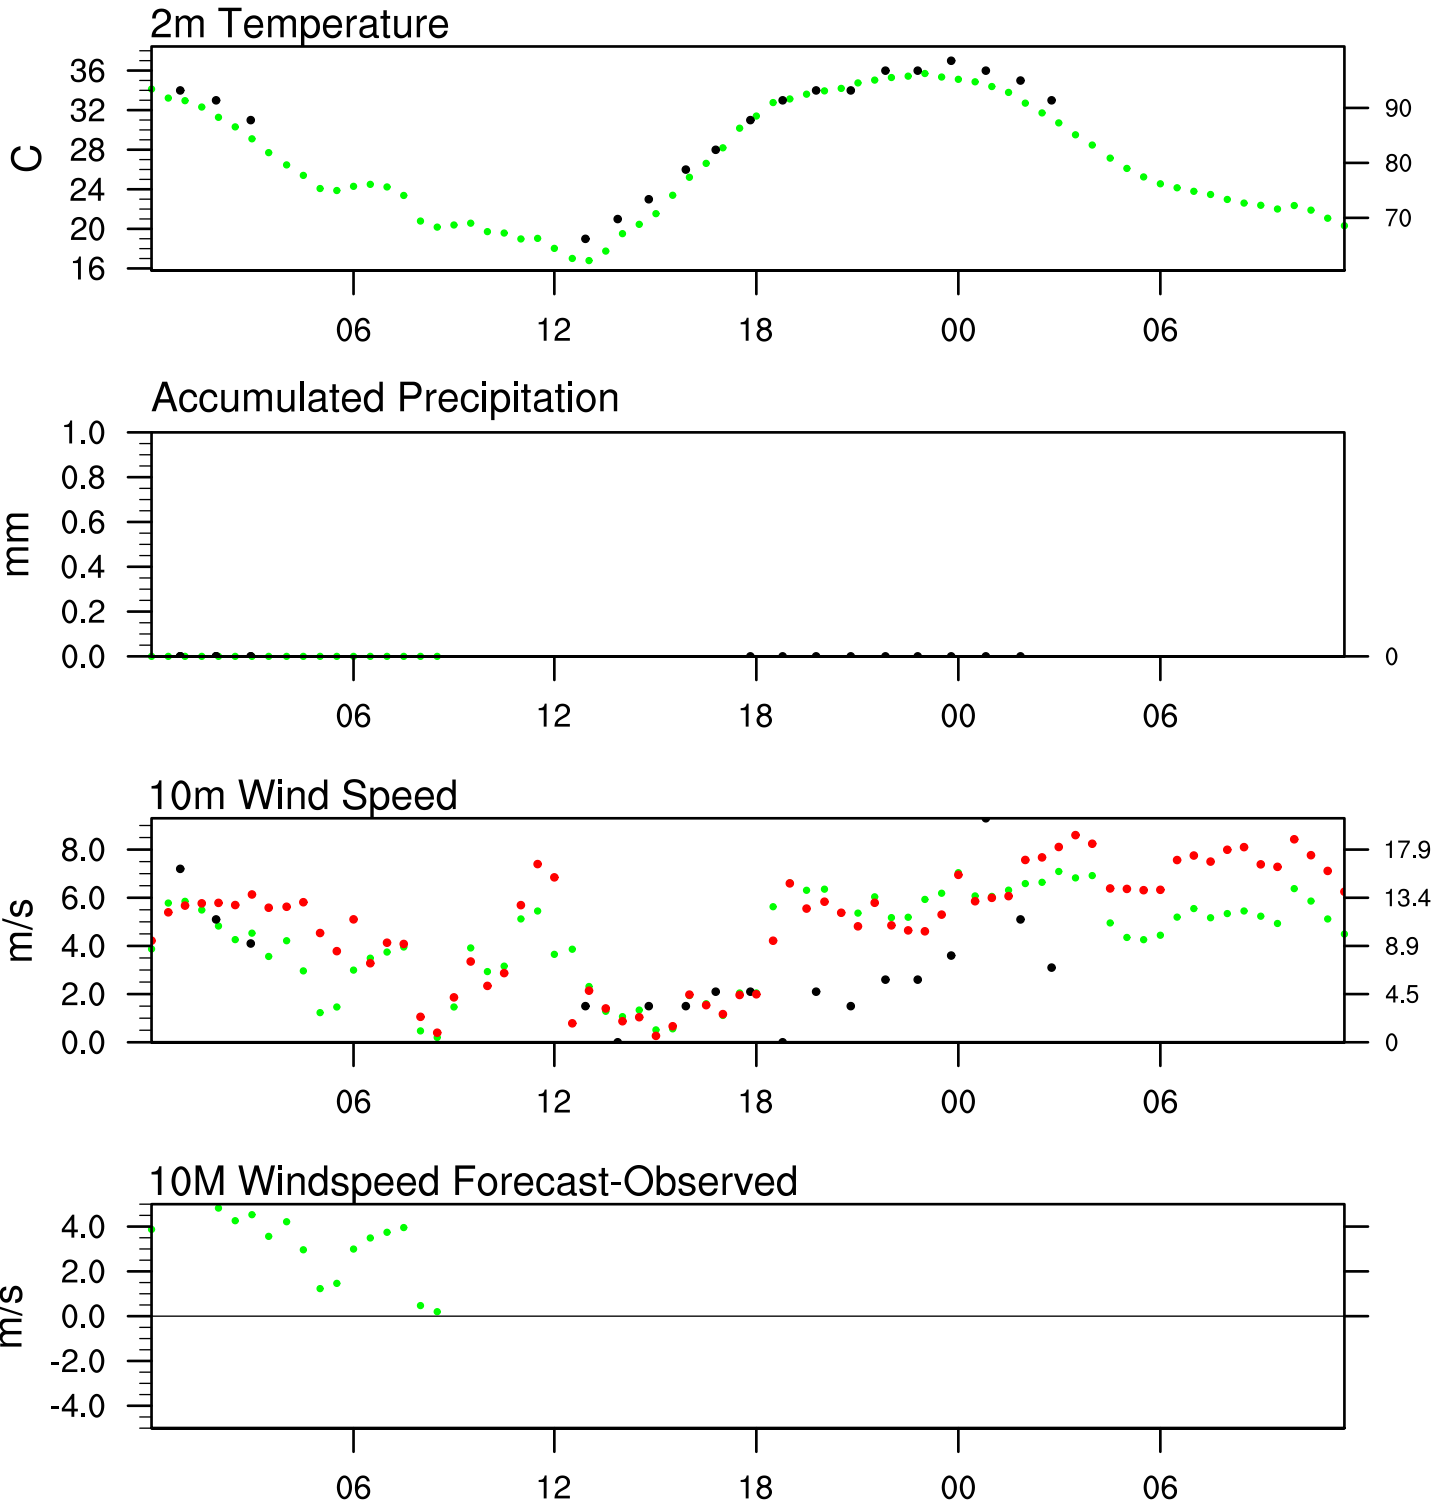 2m Temperature
36
32
28
24
20
16
C
90
80
70
06 12 18 00 06
Accumulated Precipitation
1.0
0.8
0.6
0.4
0.2
0.0
mm
0
06 12 18 00 06
10m Wind Speed
8.0
6.0
4.0
2.0
0.0
m/s
17.9
13.4
8.9
4.5
0
06 12 18 00 06
10M Windspeed Forecast-Observed
4.0
2.0
0.0
-2.0
-4.0
m/s
06 12 18 00 06